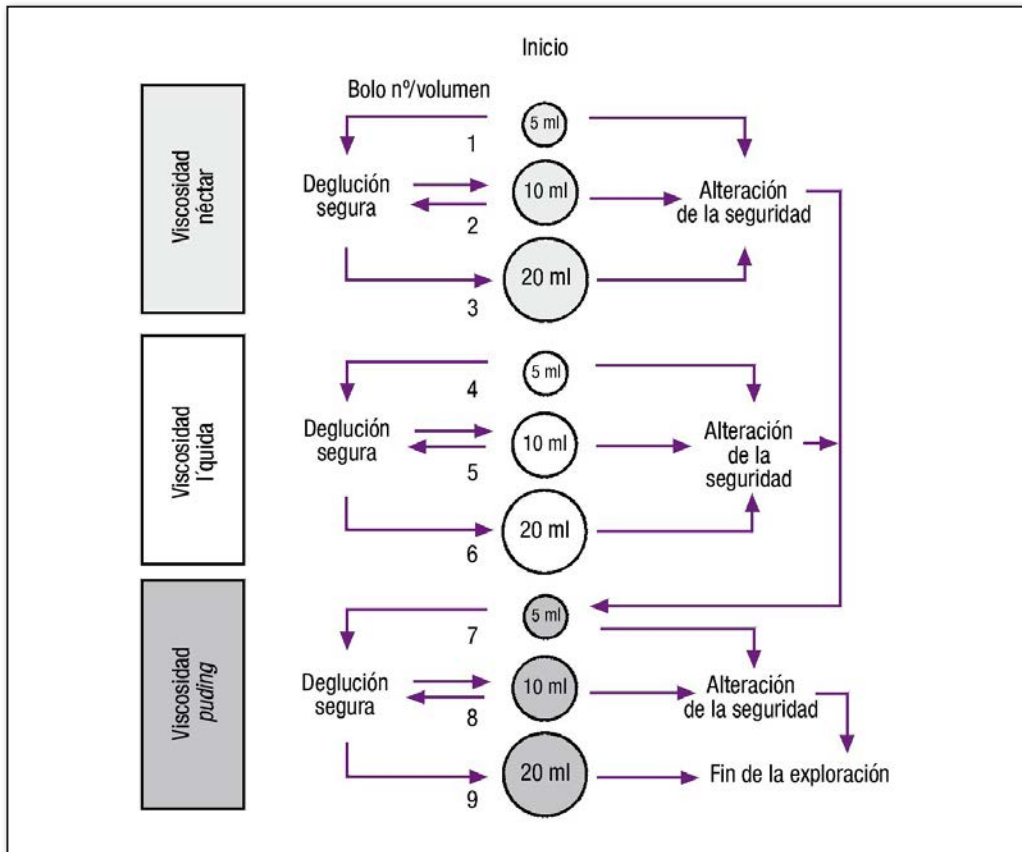 Inicio
Bolo nº/volumen
Viscosidad
néctar
1
5 ml
Deglución
segura
10 ml
2
Alteración
de la seguridad
20 ml
3
Viscosidad
l´quida
4
5 ml
Deglución
segura
10 ml
5
Alteración
de la
seguridad
20 ml
6
Viscosidad
puding
5 ml
7
Deglución
segura
10 ml
8
Alteración
de la seguridad
20 ml
9
Fin de la exploración